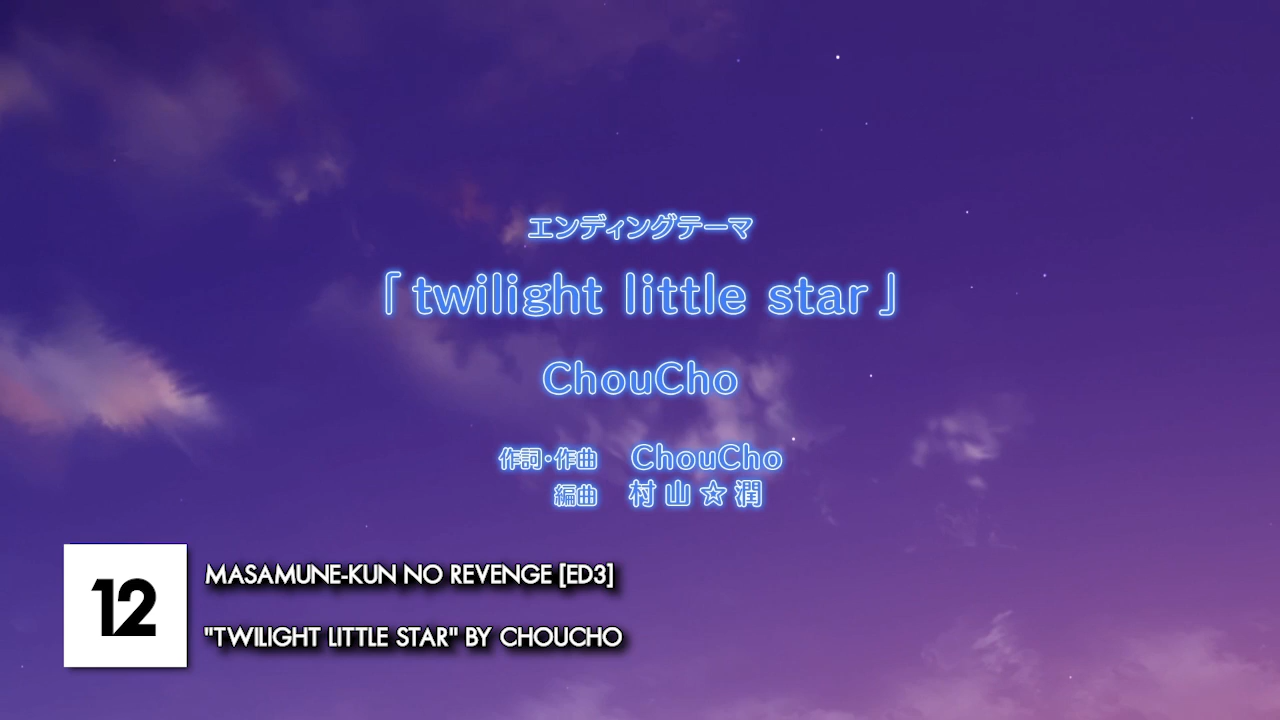 エンディングテーマ
「twilight little star」
ChouCho
作詞・作曲 ChouCho
編曲 村山☆潤
12
MASAMUNE-KUN NO REVENGE [ED3]
"TWILIGHT LITTLE STAR" BY CHOUCHO